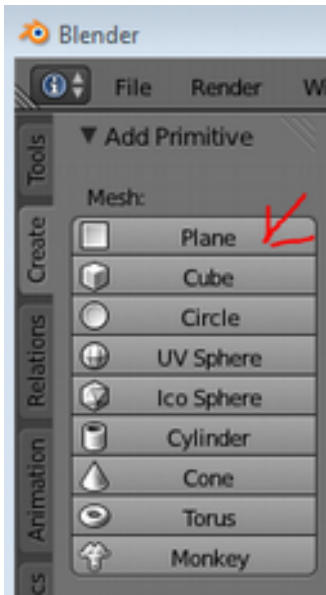 Blender
File Render
Tools
Add Primitive
Mesh:
Create
Plane
Cube
Circle
Relations
UV Sphere
Ico Sphere
Animation
Cylinder
Cone
Torus
Monkey